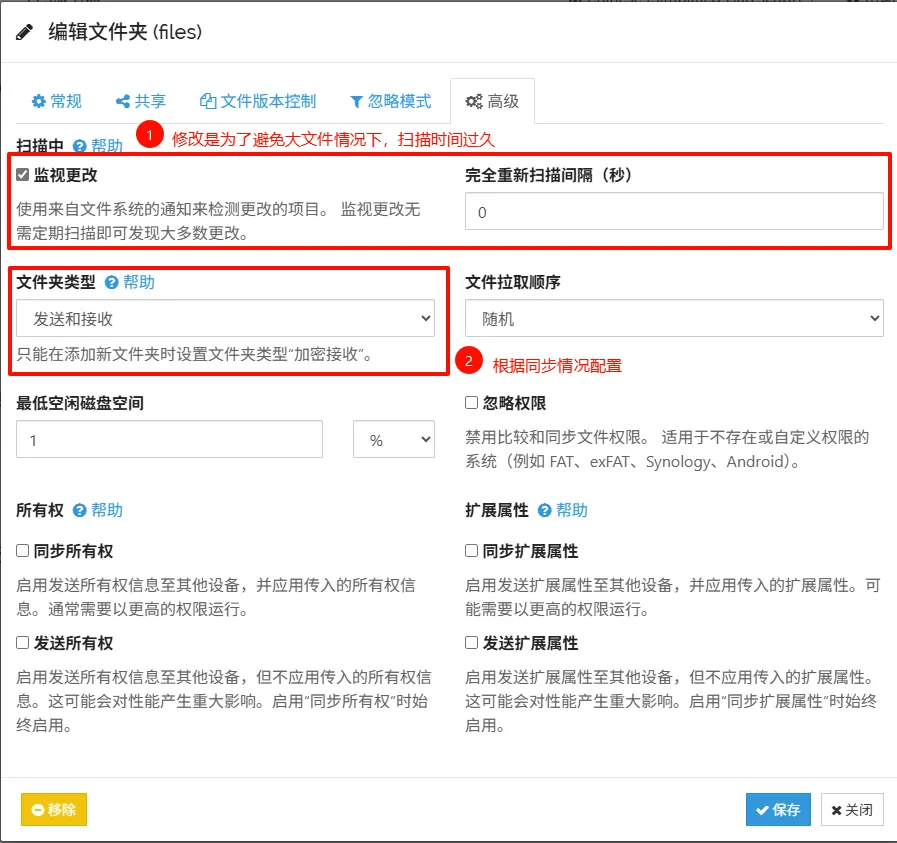 编辑文件夹 (files)
常规 共享 文件版本控制 忽略模式 高级
扫描中 帮助 1 修改是为了避免大文件情况下，扫描时间过久
监视更改
使用来自文件系统的通知来检测更改的项目。 监视更改无
需定期扫描即可发现大多数更改。
完全重新扫描间隔（秒）
0
文件夹类型 帮助
发送和接收
只能在添加新文件夹时设置文件夹类型“加密接收”。
文件拉取顺序
随机
2 根据同步情况配置
最低空闲磁盘空间
1 %
忽略权限
禁用比较和同步文件权限。 适用于不存在或自定义权限的
系统（例如 FAT、exFAT、Synology、Android）。
所有权 帮助
同步所有权
启用发送所有权信息至其他设备，并应用传入的所有权信
息。通常需要以更高的权限运行。
发送所有权
启用发送所有权信息至其他设备，但不应用传入的所有权信
息。这可能会对性能产生重大影响。启用“同步所有权”时始
终启用。
扩展属性 帮助
同步扩展属性
启用发送扩展属性至其他设备，并应用传入的扩展属性。可
能需要以更高的权限运行。
发送扩展属性
启用发送扩展属性至其他设备，但不应用传入的扩展属性。
这可能会对性能产生重大影响。启用“同步扩展属性”时始终
启用。
移除 保存 关闭